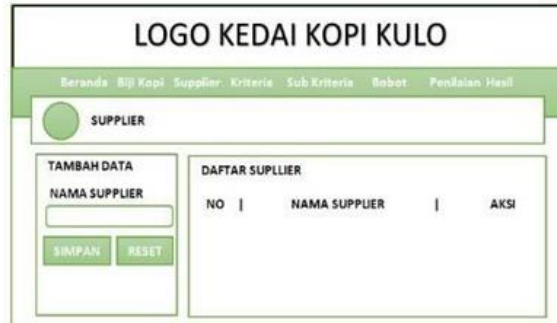 LOGO KEDAI KOPI KULO
Beranda Biji Kopi Supplier Kriteria Sub Kriteria Bobot Penilaian Hasil
SUPPLIER
TAMBAH DATA
NAMA SUPPLIER
SIMPAN RESET
DAFTAR SUPLLIER
NO | NAMA SUPPLIER | AKSI